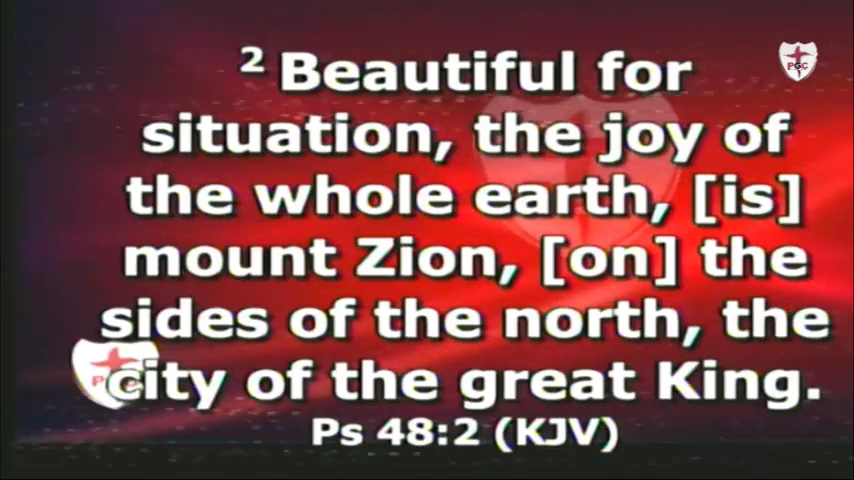 PGC
2 Beautiful for
situation, the joy of
the whole earth, [is]
mount Zion, [on] the
sides of the north, the
city of the great King.
Ps 48:2 (KJV)